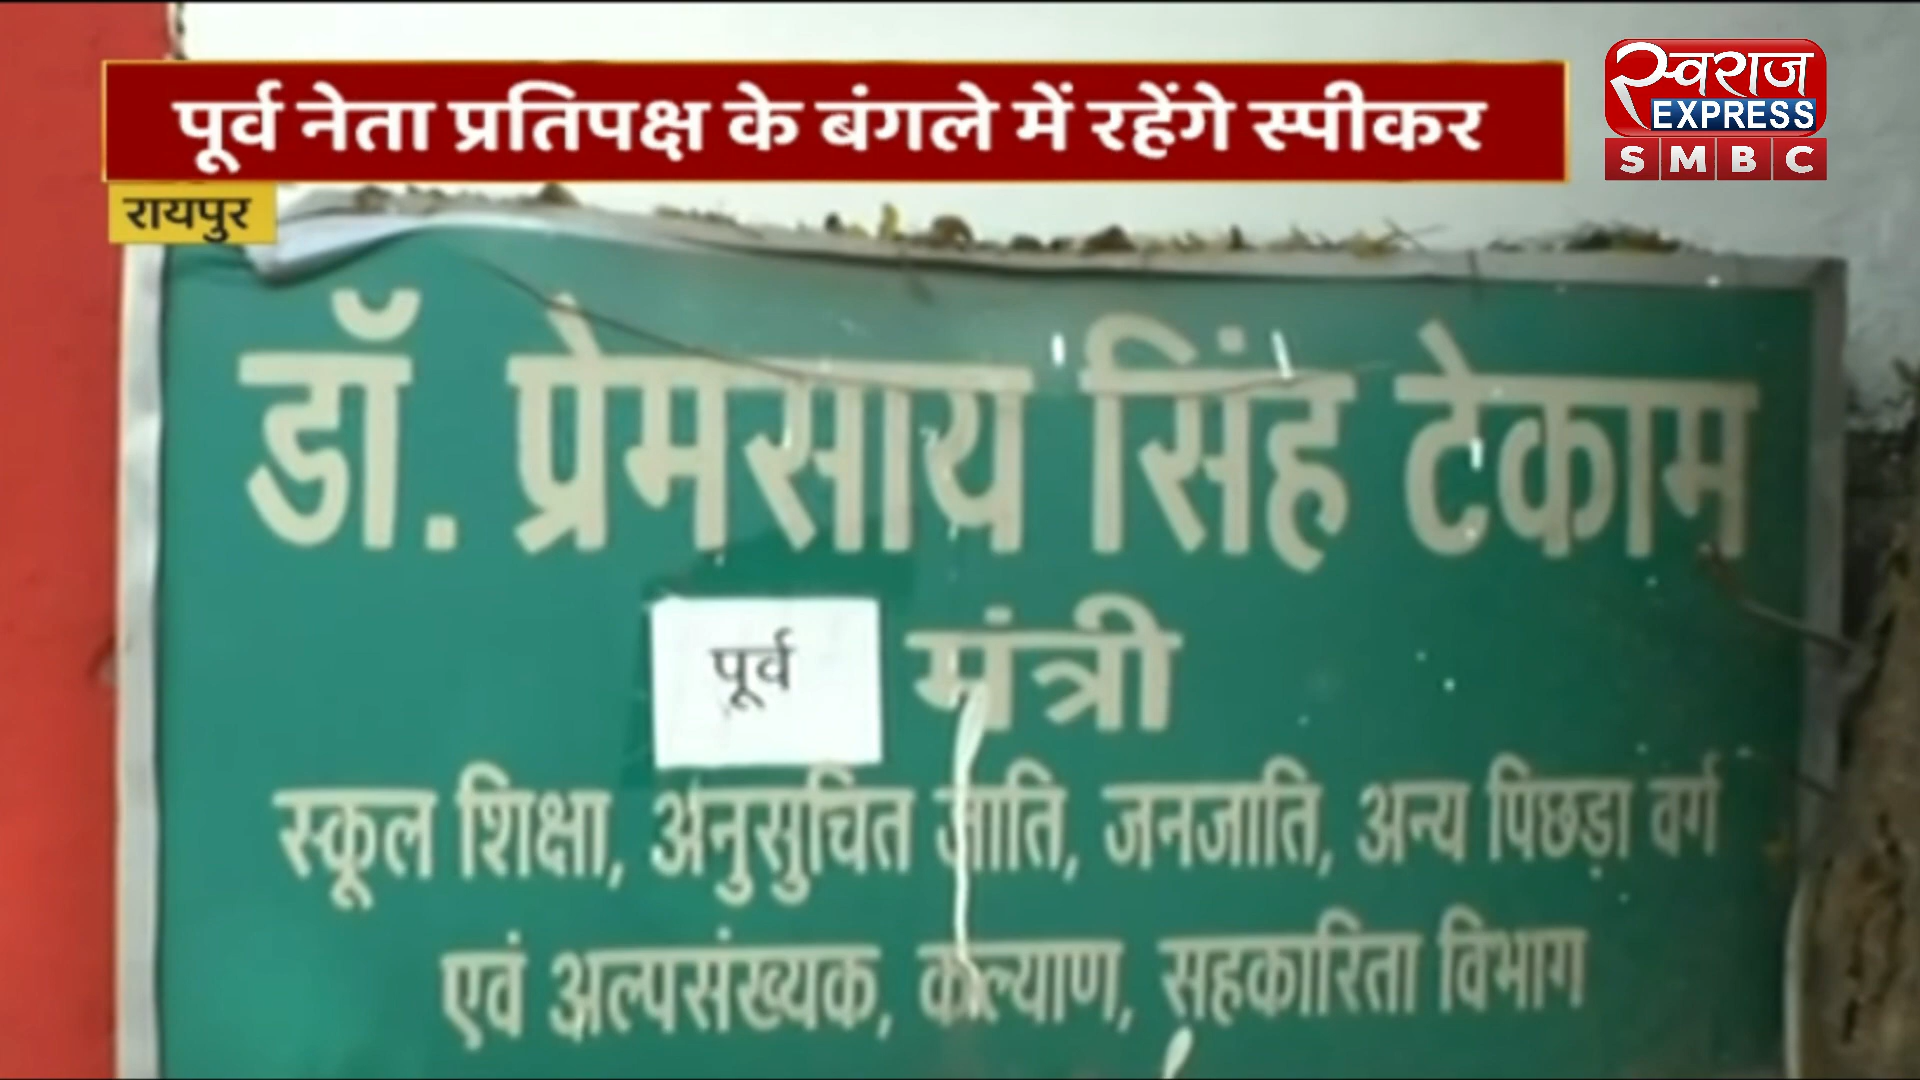 पूर्व नेता प्रतिपक्ष के बंगले में रहेंगे स्पीकर
स्वराज
EXPRESS
SMBC
रायपुर
डॉ. प्रेमसाय सिंह टेकाम
पूर्व मंत्री
स्कूल शिक्षा, अनुसुचित जाति, जनजाति, अन्य पिछड़ा वर्ग
एवं अल्पसंख्यक, कल्याण, सहकारिता विभाग